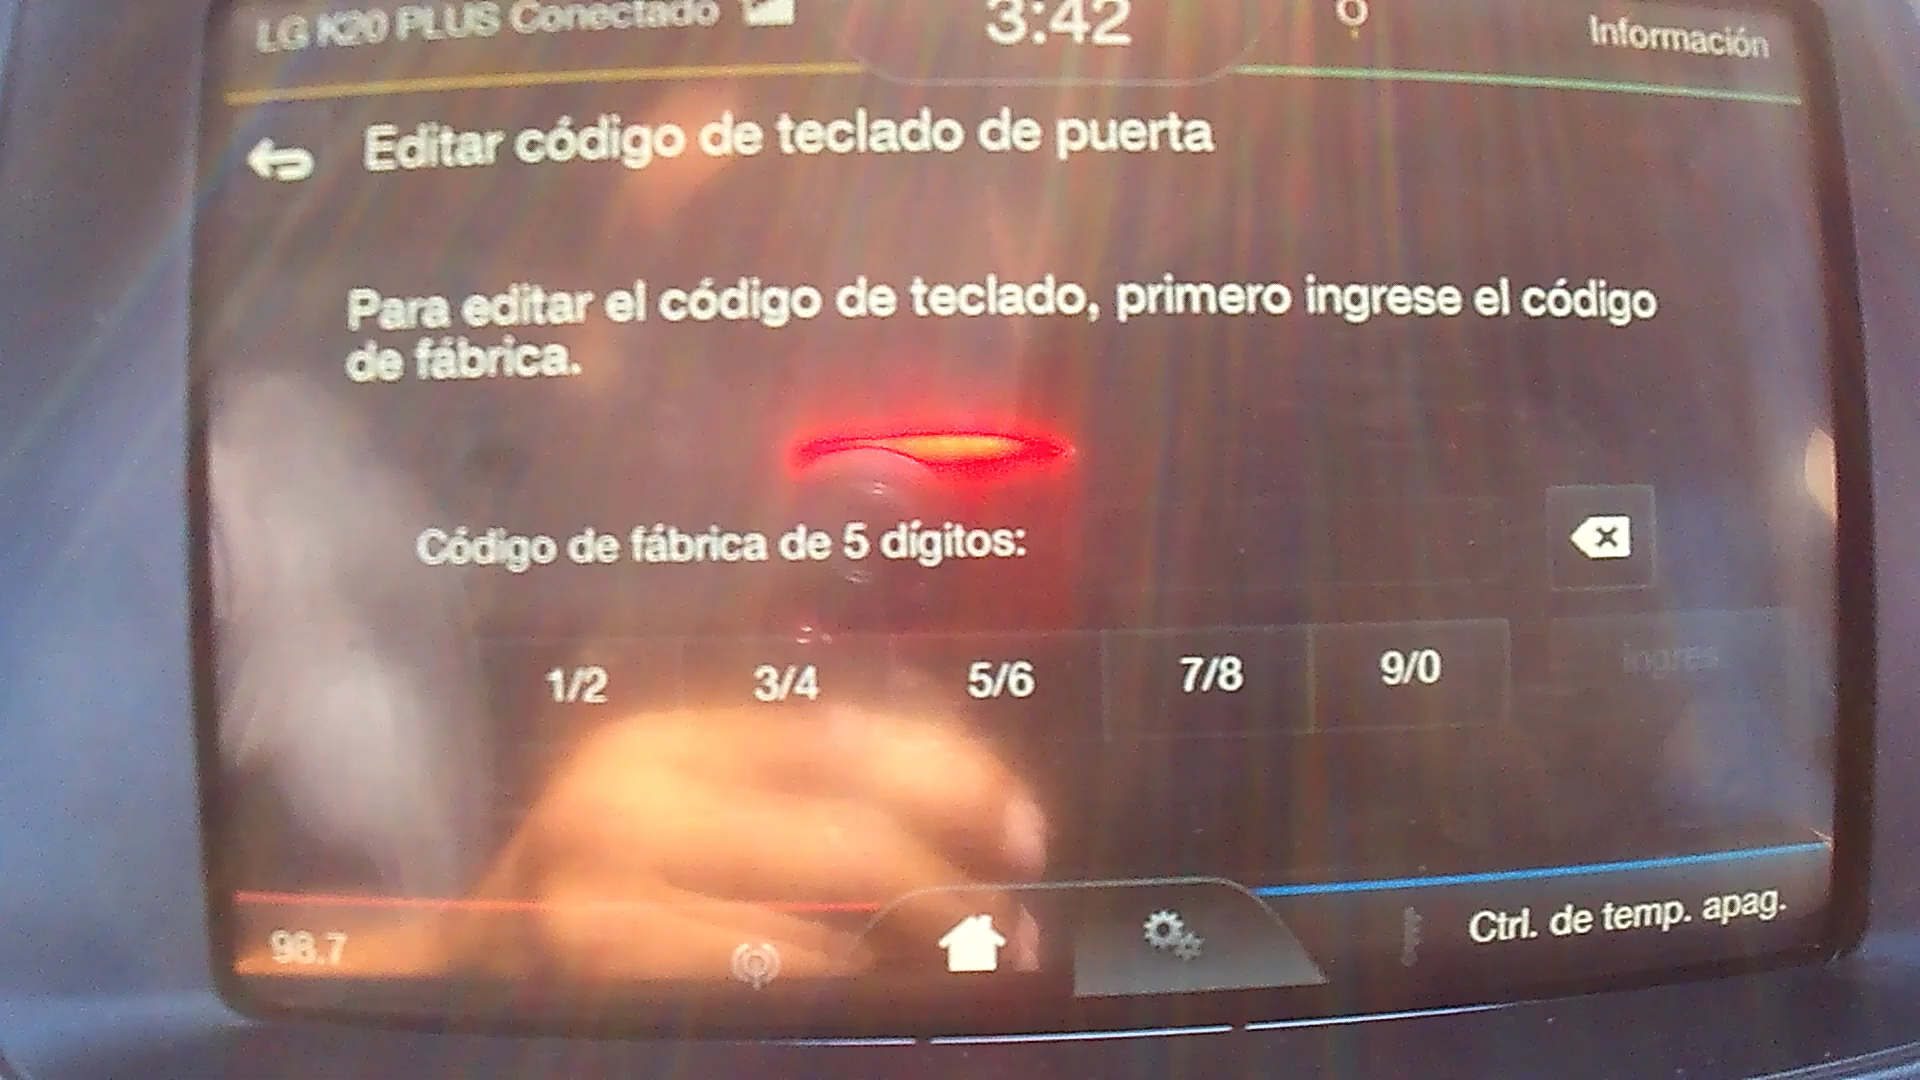 LG K20 PLUS Conectado
3:42
Información
Editar código de teclado de puerta
Para editar el código de teclado, primero ingrese el código
de fábrica.
Código de fábrica de 5 dígitos:
1/2 3/4 5/6 7/8 9/0
98.7
Ctrl. de temp. apag.